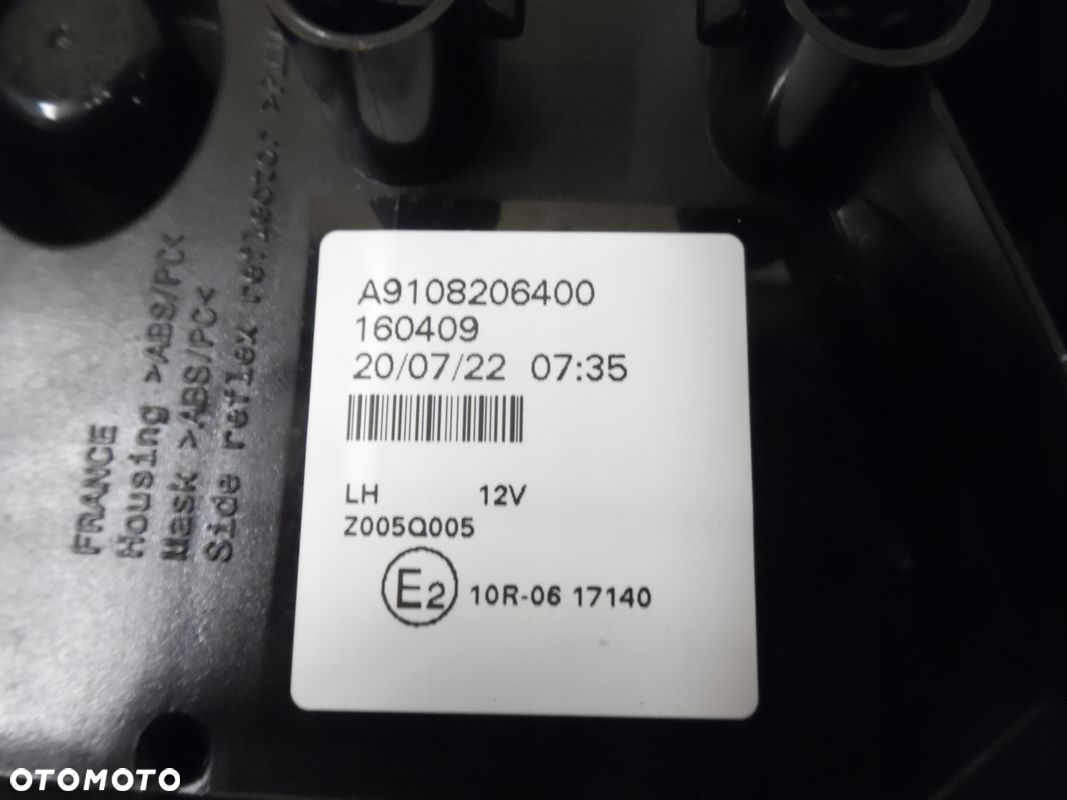 A9108206400
160409
20/07/22 07:35
LH 12V
Z005Q005
E2 10R-06 17140
FRANCE
Housing >ABS/PC<
Mask >ABS/PC<
Side reflex reflector
OTOMOTO